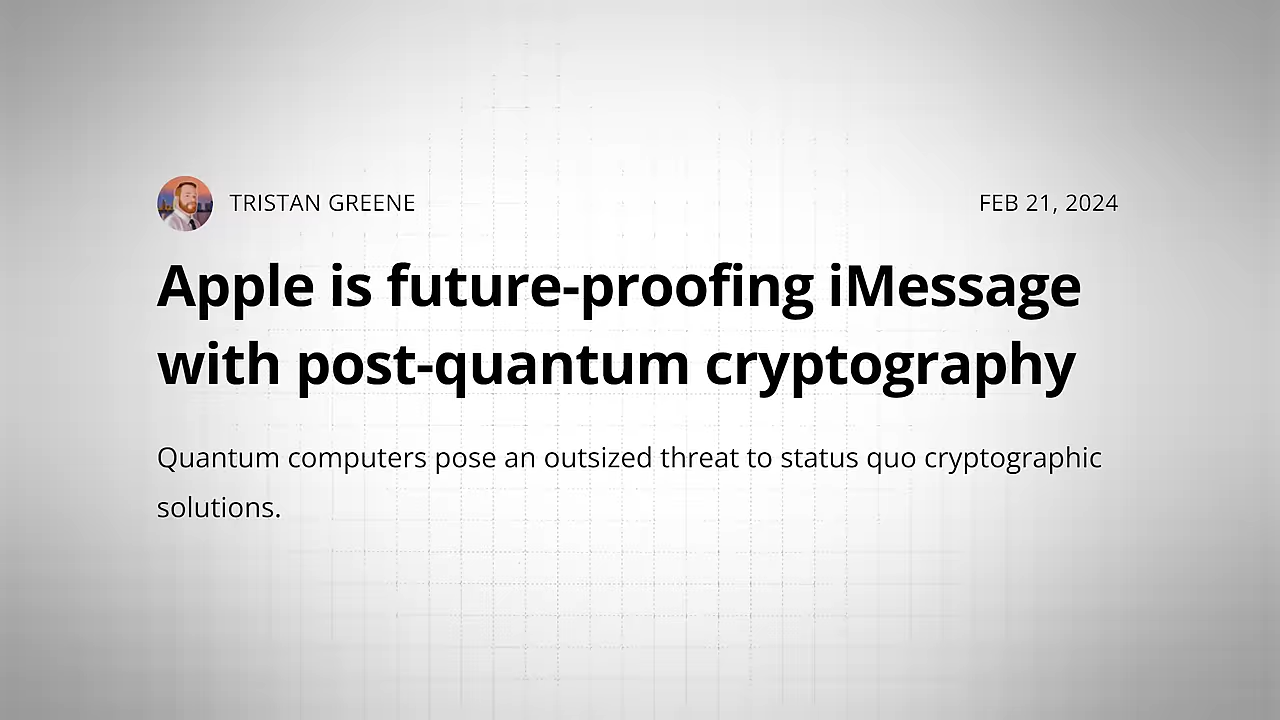 TRISTAN GREENE
FEB 21, 2024
Apple is future-proofing iMessage
with post-quantum cryptography
Quantum computers pose an outsized threat to status quo cryptographic
solutions.